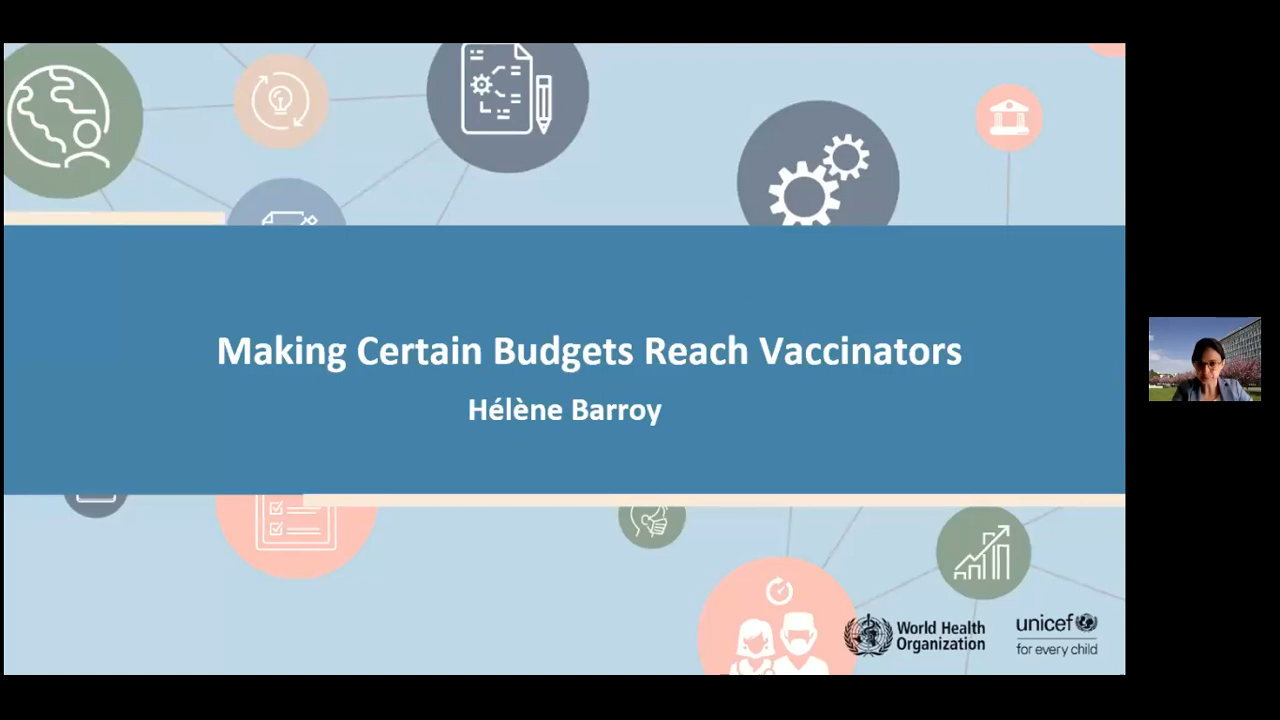 Making Certain Budgets Reach Vaccinators
Hélène Barroy
World Health
Organization
unicef
for every child